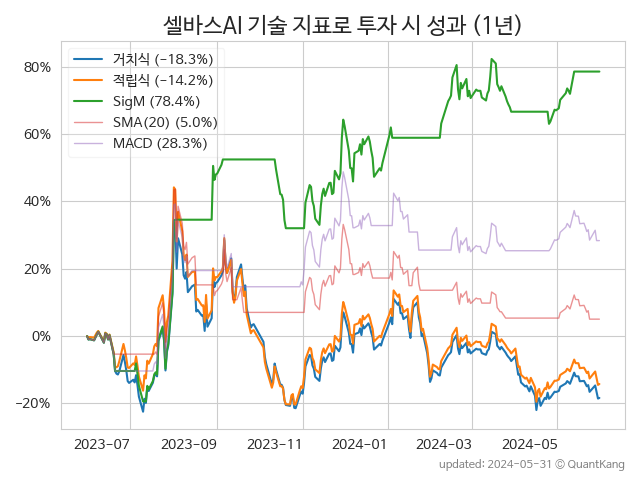 셀바스AI 기술 지표로 투자 시 성과 (1년)
거치식 (−18.3%)
적립식 (−14.2%)
SigM (78.4%)
SMA(20) (5.0%)
MACD (28.3%)
80%
60%
40%
20%
0%
−20%
2023-07 2023-09 2023-11 2024-01 2024-03 2024-05
updated: 2024-05-31 © QuantKang